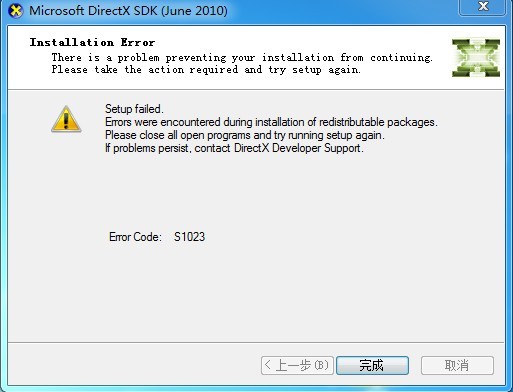 Microsoft DirectX SDK (June 2010)
Installation Error
There is a problem preventing your installation from continuing.
Please take the action required and try setup again.
Setup failed.
Errors were encountered during installation of redistributable packages.
Please close all open programs and try running setup again.
If problems persist, contact DirectX Developer Support.
Error Code: S1023
< 上一步(B) 完成 取消